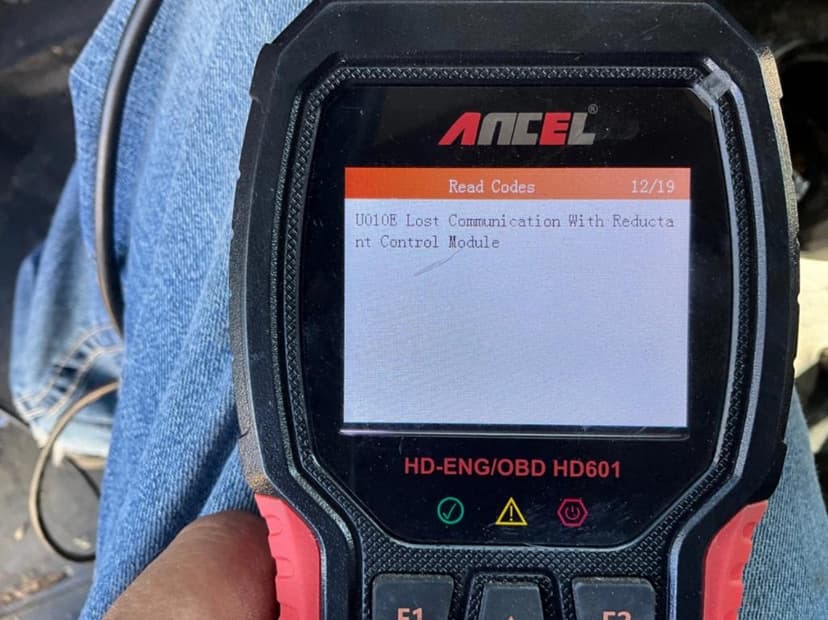 ANCEL®
Read Codes 12/19
U010E Lost Communication With Reducta
nt Control Module
HD-ENG/OBD HD601
F1 F2